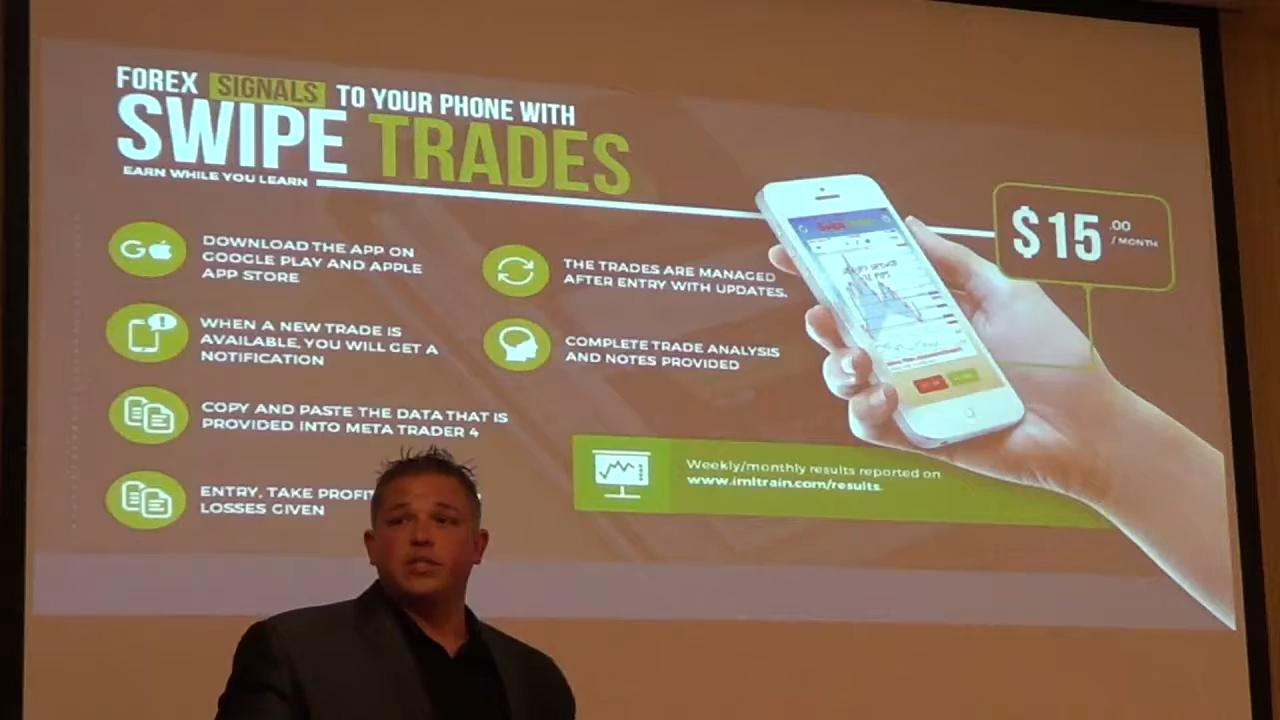 FOREX SIGNALS TO YOUR PHONE WITH
SWIPE TRADES
EARN WHILE YOU LEARN
DOWNLOAD THE APP ON
GOOGLE PLAY AND APPLE
APP STORE
WHEN A NEW TRADE IS
AVAILABLE, YOU WILL GET A
NOTIFICATION
COPY AND PASTE THE DATA THAT IS
PROVIDED INTO META TRADER 4
ENTRY, TAKE PROFIT
LOSSES GIVEN
THE TRADES ARE MANAGED
AFTER ENTRY WITH UPDATES.
COMPLETE TRADE ANALYSIS
AND NOTES PROVIDED
$15.00
/ MONTH
Weekly/monthly results reported on
www.imltrain.com/results.